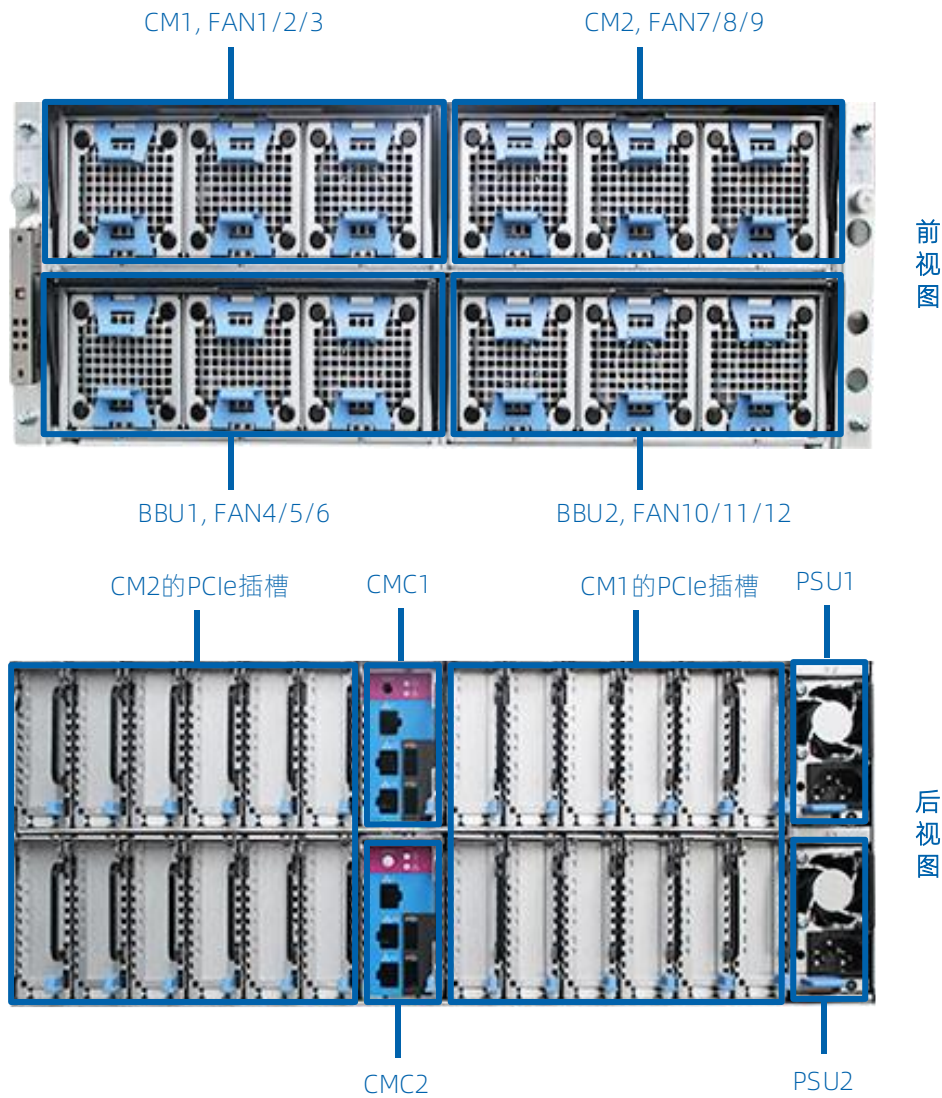 CM1, FAN1/2/3
CM2, FAN7/8/9
前视图
BBU1, FAN4/5/6
BBU2, FAN10/11/12
CM2的PCIe插槽
CMC1
CM1的PCIe插槽
PSU1
后视图
CMC2
PSU2